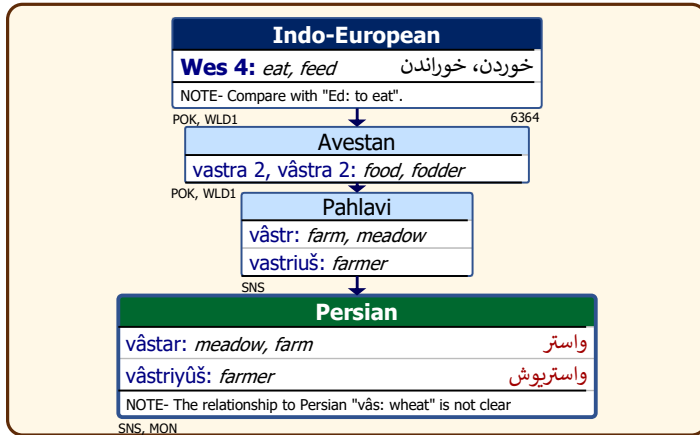 Indo-European
Wes 4: eat, feed خوردن، خوراندن
NOTE- Compare with "Ed: to eat".
POK, WLD1 6364
Avestan
vastra 2, vâstra 2: food, fodder
POK, WLD1
Pahlavi
vâstr: farm, meadow
vastriuš: farmer
SNS
Persian
vâstar: meadow, farm واستر
vâstriyûš: farmer واستریوش
NOTE- The relationship to Persian "vâs: wheat" is not clear
SNS, MON